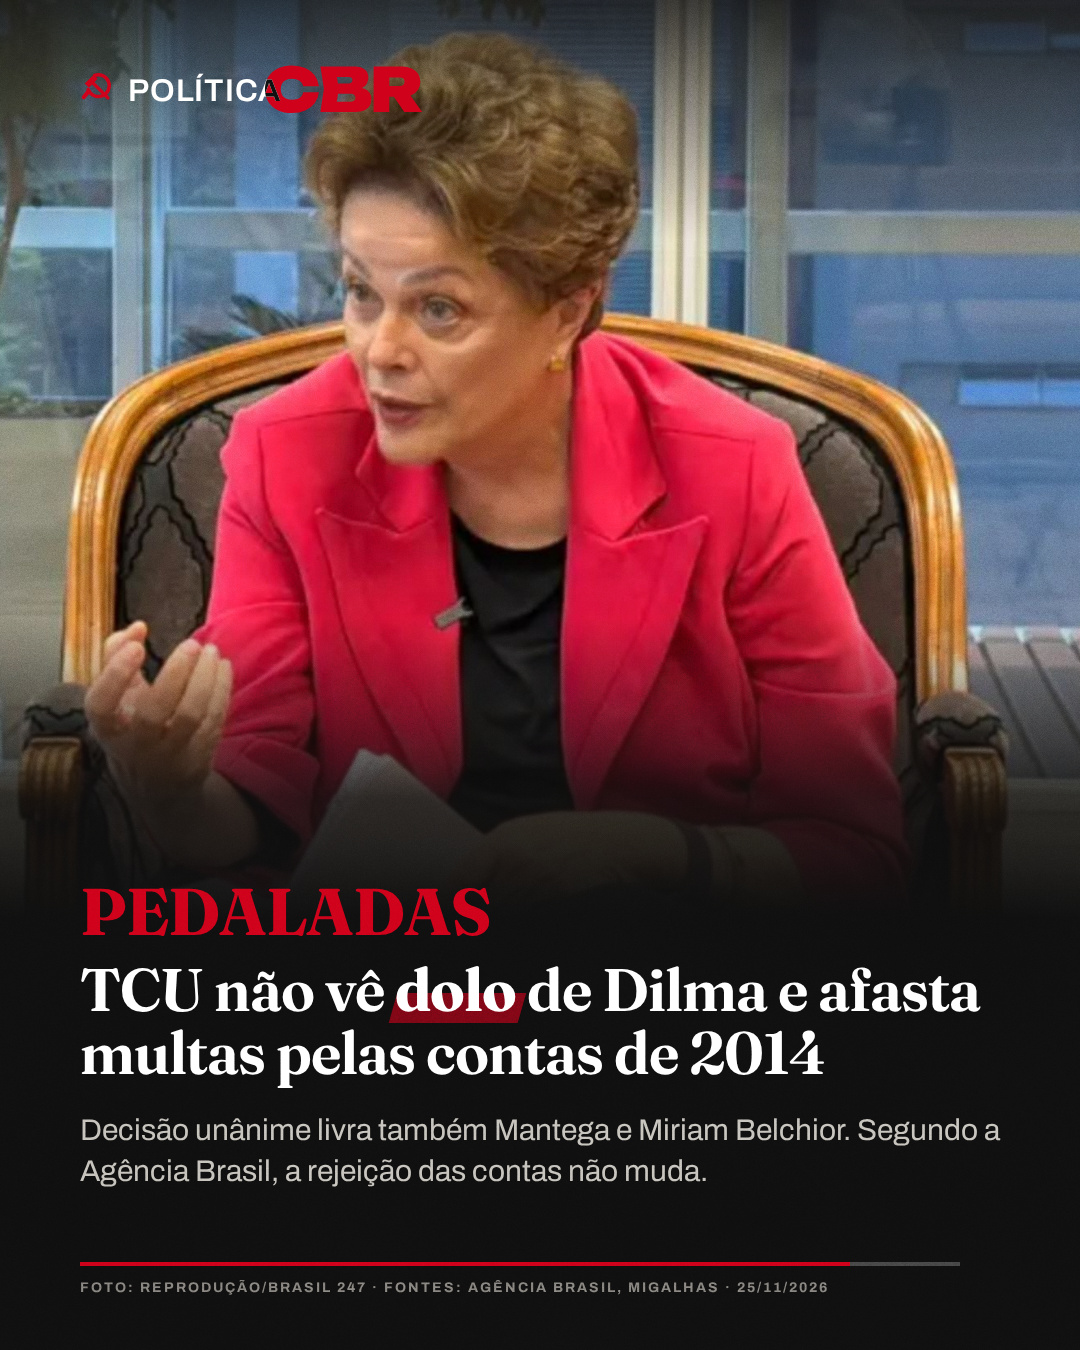 POLÍTICA CBR
PEDALADAS
TCU não vê dolo de Dilma e afasta
multas pelas contas de 2014
Decisão unânime livra também Mantega e Miriam Belchior. Segundo a
Agência Brasil, a rejeição das contas não muda.
FOTO: REPRODUÇÃO/BRASIL 247 · FONTES: AGÊNCIA BRASIL, MIGALHAS · 25/11/2026